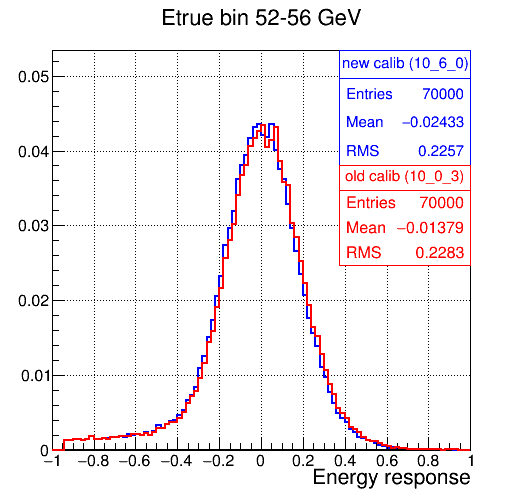 Etrue bin 52-56 GeV
new calib (10_6_0)
Entries 70000
Mean −0.02433
RMS 0.2257
old calib (10_0_3)
Entries 70000
Mean −0.01379
RMS 0.2283
0.05
0.04
0.03
0.02
0.01
0
−1 −0.8 −0.6 −0.4 −0.2 0 0.2 0.4 0.6 0.8 1
Energy response